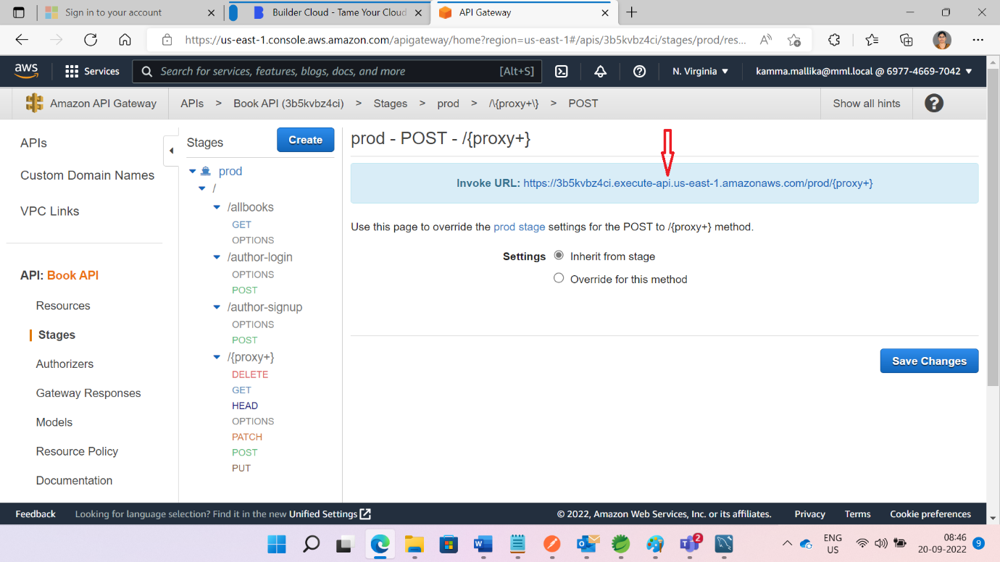 Sign in to your account
Builder Cloud - Tame Your Cloud
API Gateway
https://us-east-1.console.aws.amazon.com/apigateway/home?region=us-east-1#/apis/3b5kvbz4ci/stages/prod/res...
aws
Services
Search for services, features, blogs, docs, and more [Alt+S]
N. Virginia
kamma.mallika@mml.local @ 6977-4669-7042
Amazon API Gateway
APIs > Book API (3b5kvbz4ci) > Stages > prod > /\{proxy+\} > POST
Show all hints
?
APIs
Custom Domain Names
VPC Links
API: Book API
Resources
Stages
Authorizers
Gateway Responses
Models
Resource Policy
Documentation
Stages
Create
prod
/
/allbooks
GET
OPTIONS
/author-login
OPTIONS
POST
/author-signup
OPTIONS
POST
/{proxy+}
DELETE
GET
HEAD
OPTIONS
PATCH
POST
PUT
prod - POST - /{proxy+}
Invoke URL: https://3b5kvbz4ci.execute-api.us-east-1.amazonaws.com/prod/{proxy+}
Use this page to override the prod stage settings for the POST to /{proxy+} method.
Settings
Inherit from stage
Override for this method
Save Changes
Feedback
Looking for language selection? Find it in the new Unified Settings
© 2022, Amazon Web Services, Inc. or its affiliates.
Privacy
Terms
Cookie preferences
2
ENG
US
08:46
20-09-2022
9